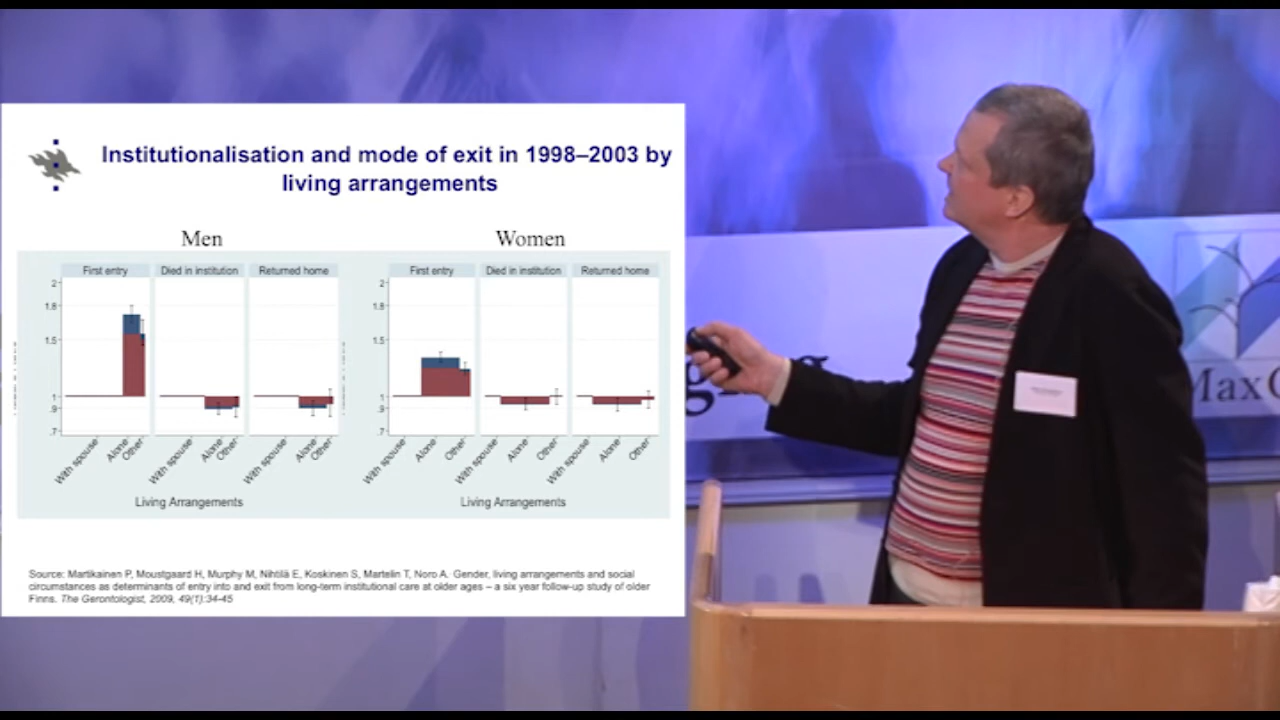 Institutionalisation and mode of exit in 1998–2003 by
living arrangements
Men
Women
First entry
Died in institution
Returned home
First entry
Died in institution
Returned home
2
1.8
1.5
1
.9
.7
2
1.8
1.5
1
.9
.7
With spouse
Alone
Other
With spouse
Alone
Other
With spouse
Alone
Other
With spouse
Alone
Other
With spouse
Alone
Other
With spouse
Alone
Other
Living Arrangements
Living Arrangements
Source: Martikainen P, Moustgaard H, Murphy M, Nihtilä E, Koskinen S, Martelin T, Noro A. Gender, living arrangements and social
circumstances as determinants of entry into and exit from long-term institutional care at older ages – a six year follow-up study of older
Finns. The Gerontologist, 2009, 49(1):34-45
g
g
Max